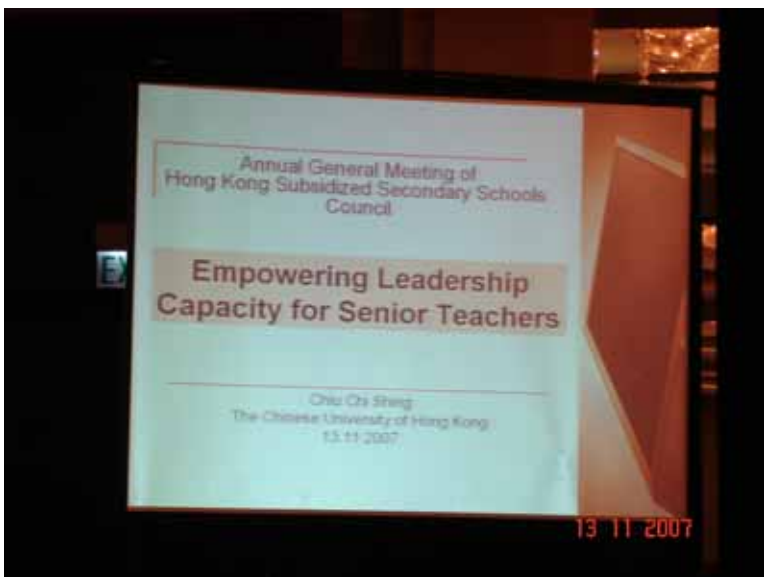 Annual General Meeting of
Hong Kong Subsidized Secondary Schools
Council
Empowering Leadership
Capacity for Senior Teachers
Chiu Chi Shing
The Chinese University of Hong Kong
13.11.2007
EX
13 11 2007